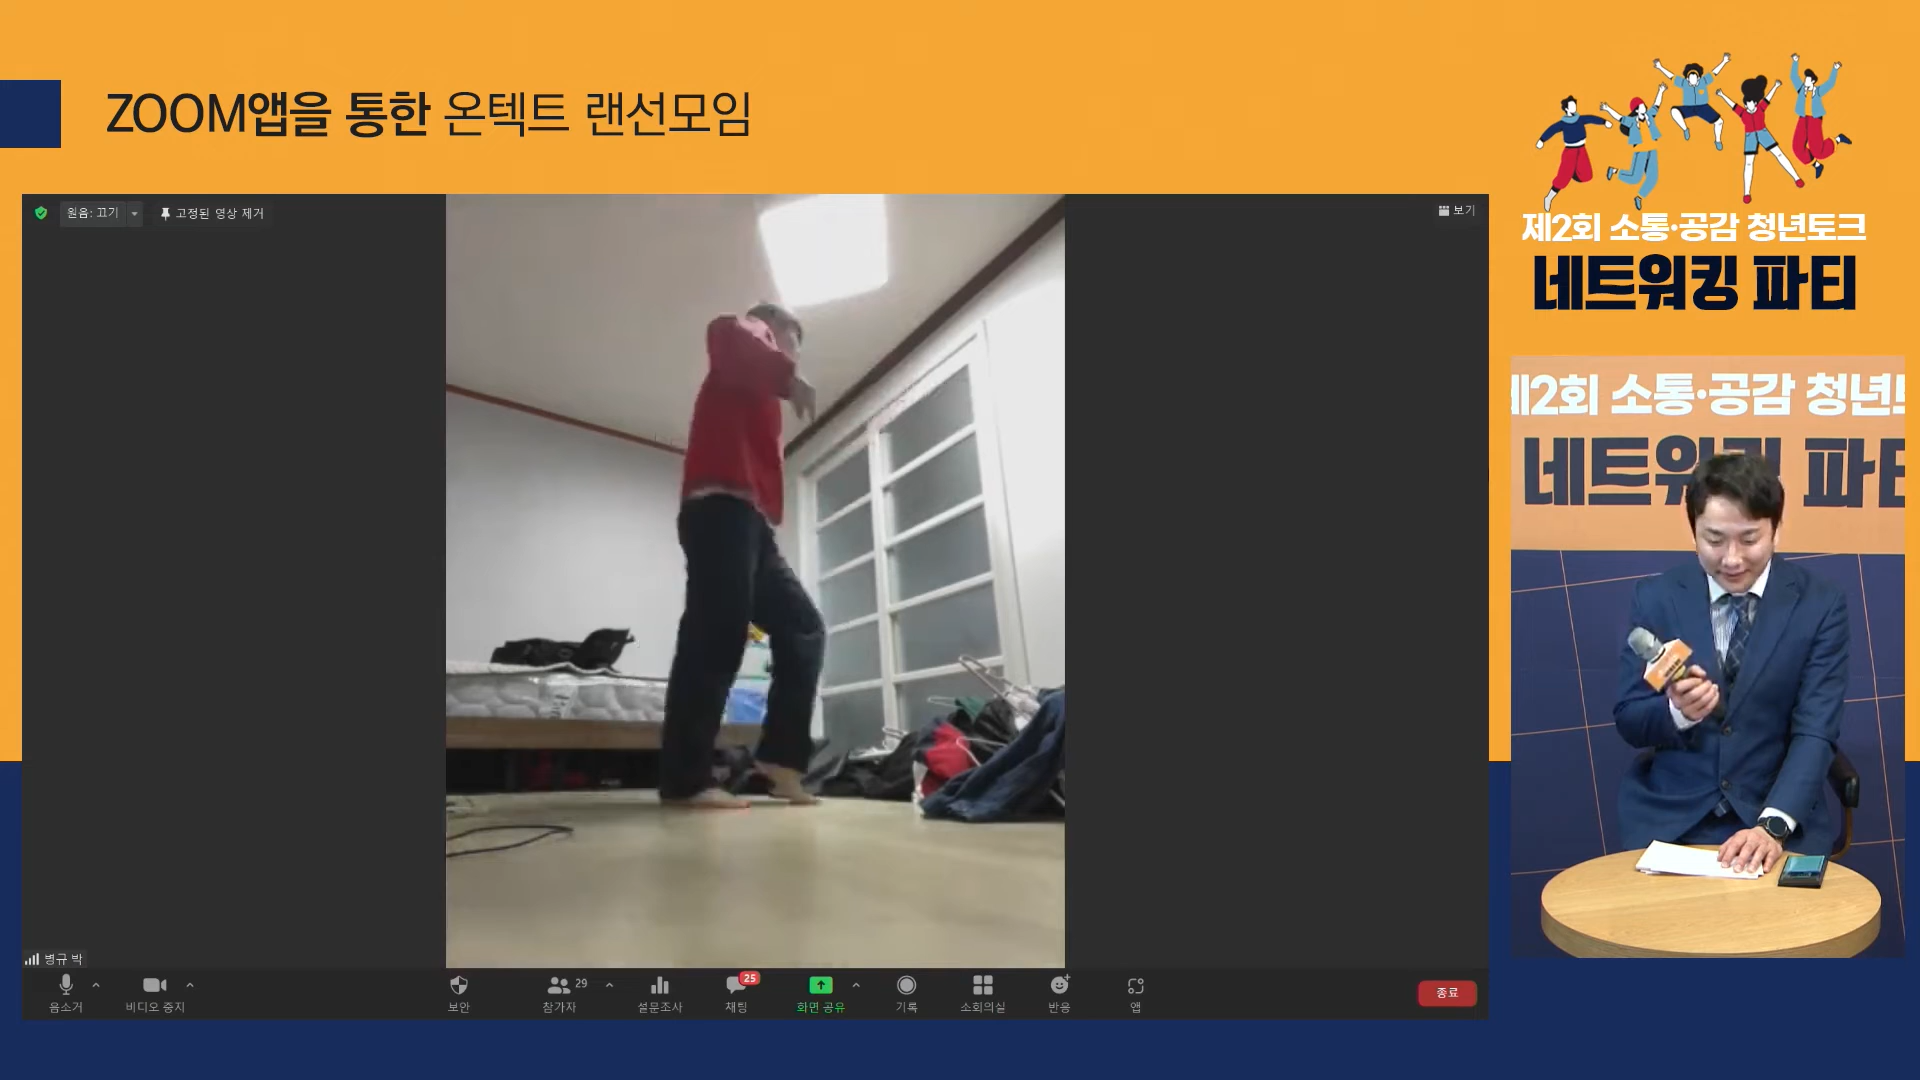 ZOOM앱을 통한 온텍트 랜선모임
제2회 소통·공감 청년토크
네트워킹 파티
원음: 끄기
고정된 영상 제거
보기
제2회 소통·공감 청년토
네트워킹 파티
병규 박
음소거
비디오 중지
보안
29
참가자
설문조사
25
채팅
화면 공유
기록
소회의실
반응
앱
종료